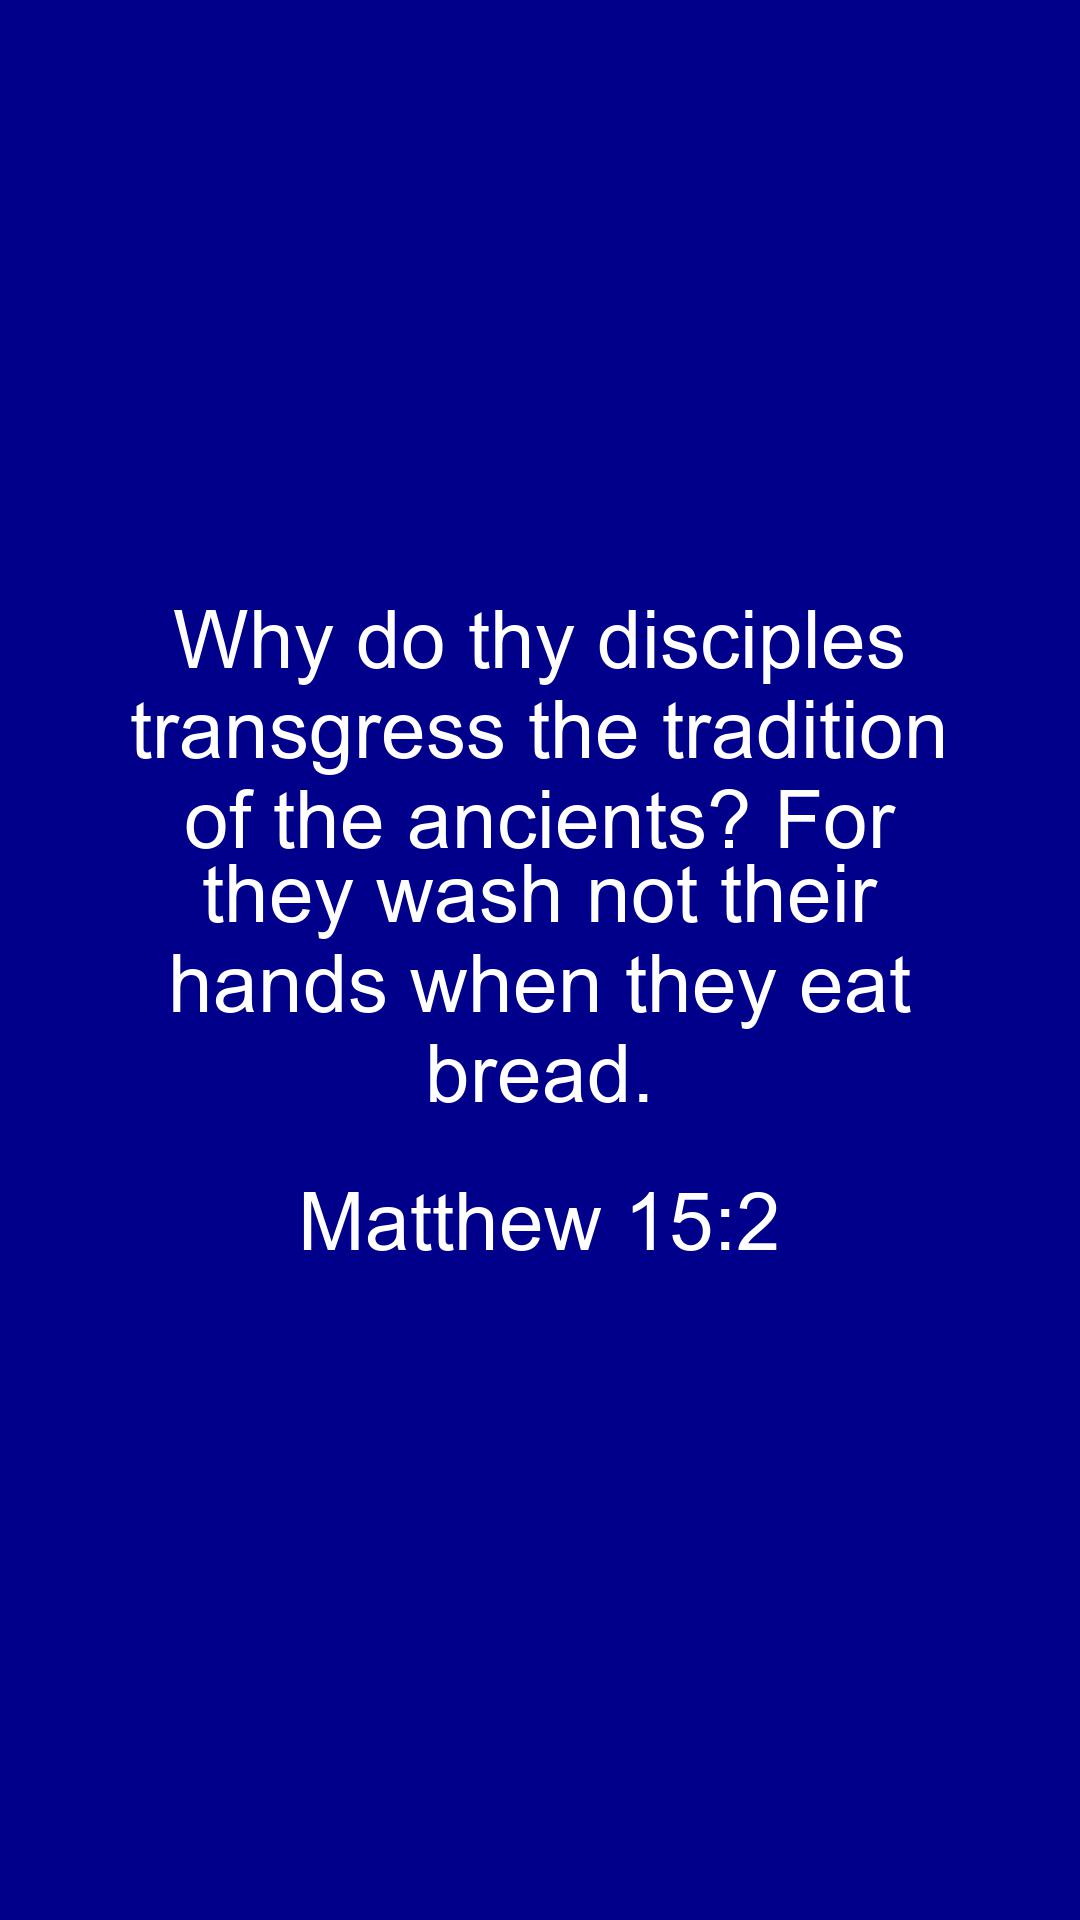 Why do thy disciples
transgress the tradition
of the ancients? For
they wash not their
hands when they eat
bread.
Matthew 15:2